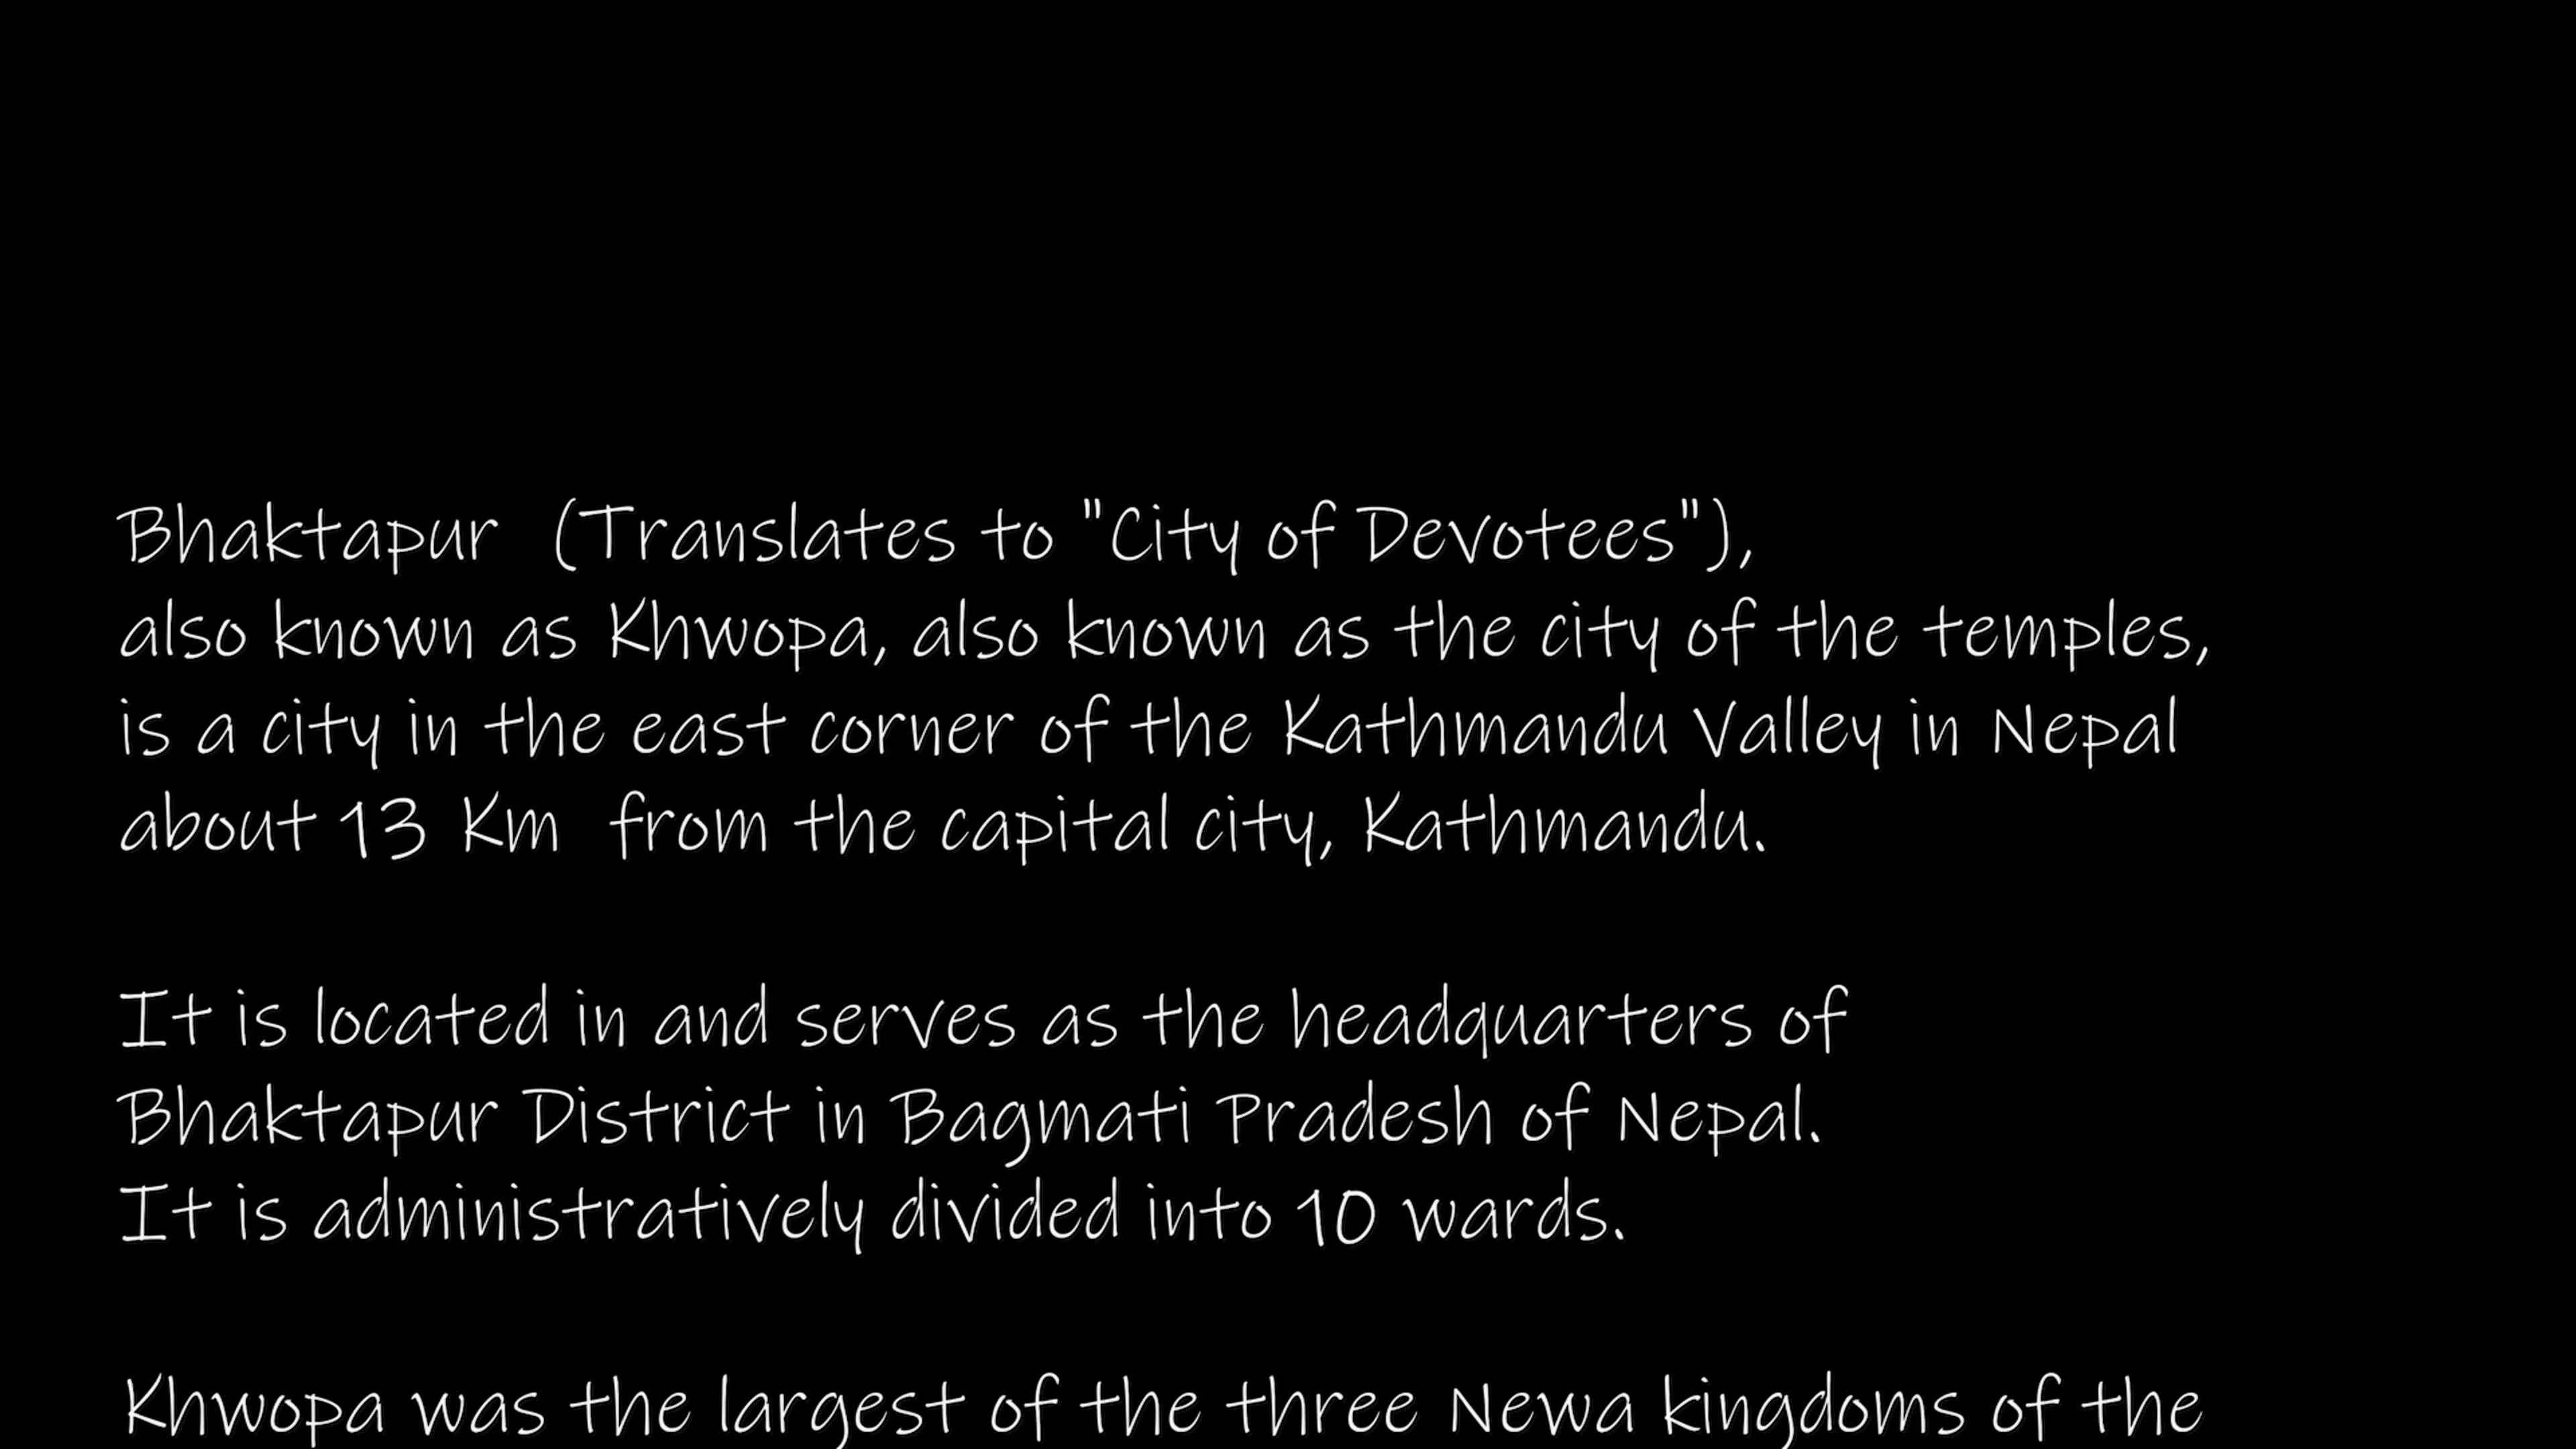 Bhaktapur (Translates to "City of Devotees"),
also known as Khwopa, also known as the city of the temples,
is a city in the east corner of the Kathmandu Valley in Nepal
about 13 Km from the capital city, Kathmandu.
It is located in and serves as the headquarters of
Bhaktapur District in Bagmati Pradesh of Nepal.
It is administratively divided into 10 wards.
Khwopa was the largest of the three Newa kingdoms of the